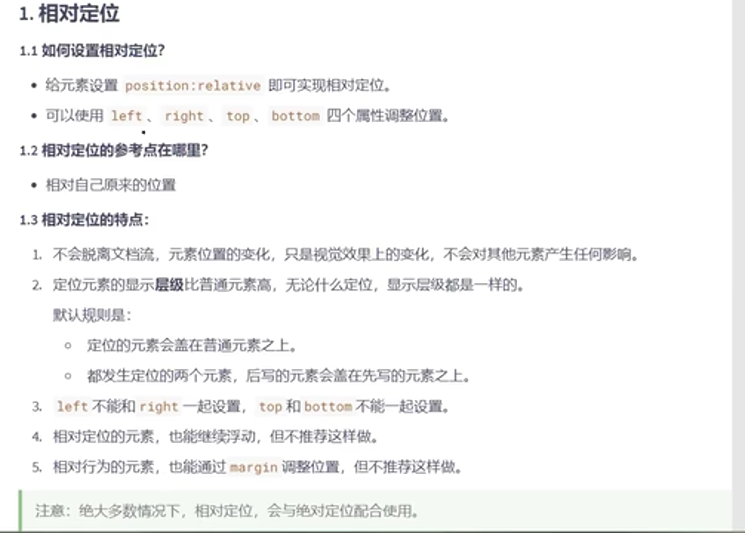 1. 相对定位
1.1 如何设置相对定位?
• 给元素设置 position:relative 即可实现相对定位。
• 可以使用 left 、 right 、 top 、 bottom 四个属性调整位置。
1.2 相对定位的参考点在哪里?
• 相对自己原来的位置
1.3 相对定位的特点:
1. 不会脱离文档流，元素位置的变化，只是视觉效果上的变化，不会对其他元素产生任何影响。
2. 定位元素的显示层级比普通元素高，无论什么定位，显示层级都是一样的。
默认规则是：
○ 定位的元素会盖在普通元素之上。
○ 都发生定位的两个元素，后写的元素会盖在先写的元素之上。
3. left 不能和 right 一起设置， top 和 bottom 不能一起设置。
4. 相对定位的元素，也能继续浮动，但不推荐这样做。
5. 相对行为的元素，也能通过 margin 调整位置，但不推荐这样做。
注意：绝大多数情况下，相对定位，会与绝对定位配合使用。